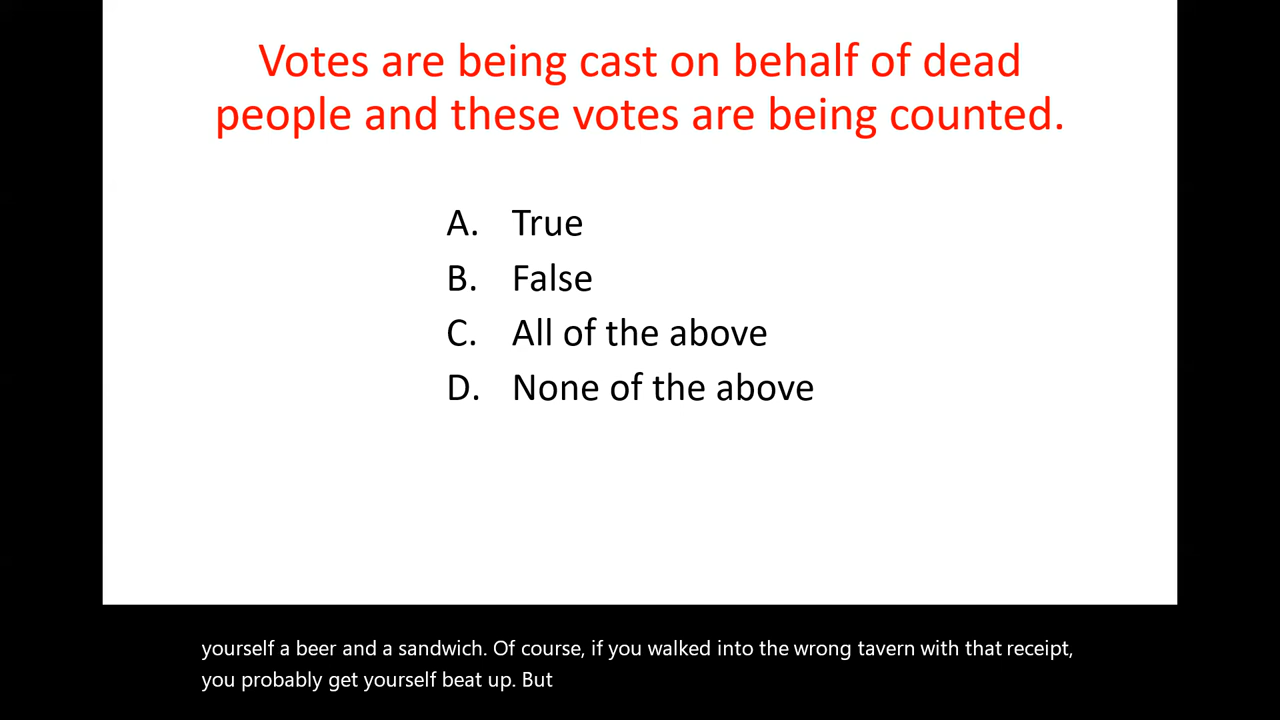 Votes are being cast on behalf of dead
people and these votes are being counted.
A. True
B. False
C. All of the above
D. None of the above
yourself a beer and a sandwich. Of course, if you walked into the wrong tavern with that receipt,
you probably get yourself beat up. But